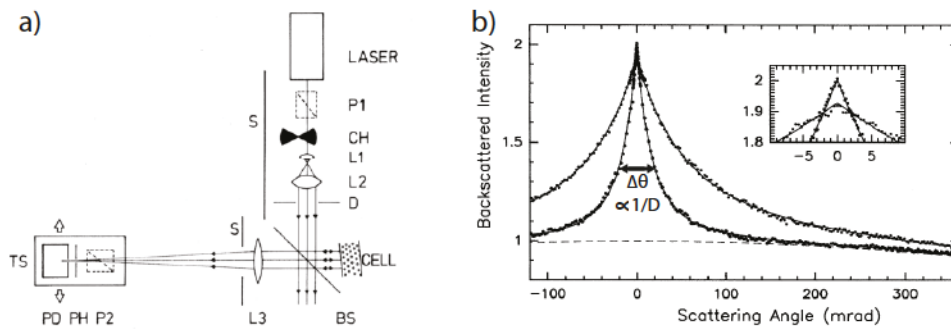 a)
LASER
P1
S
CH
L1
L2
D
S
TS
CELL
PD PH P2
L3
BS
b)
Backscattered Intensity
2
1.5
1
2
1.9
1.8
-5 0 5
Δθ
∝1/D
-100 0 100 200 300
Scattering Angle (mrad)